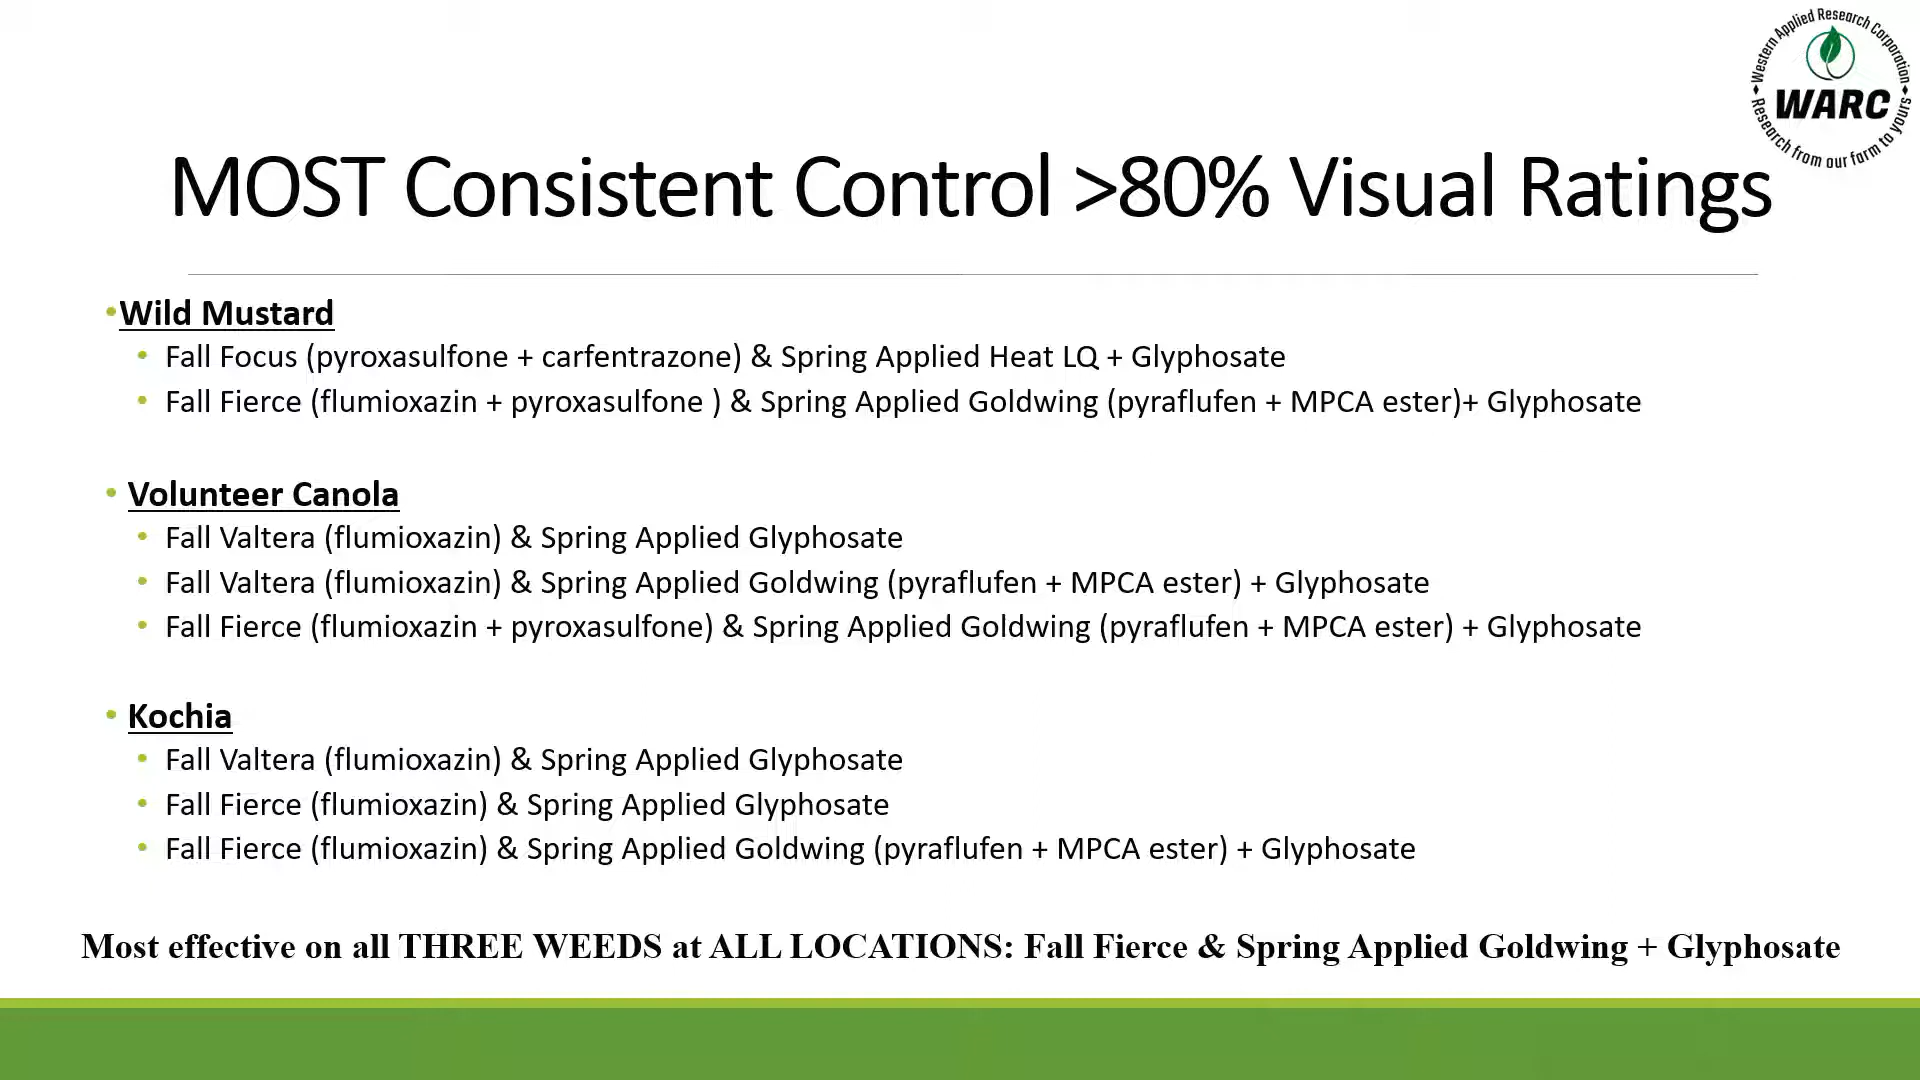 Western Applied Research Corporation
WARC
Research from our farm to yours
MOST Consistent Control >80% Visual Ratings
•Wild Mustard
• Fall Focus (pyroxasulfone + carfentrazone) & Spring Applied Heat LQ + Glyphosate
• Fall Fierce (flumioxazin + pyroxasulfone ) & Spring Applied Goldwing (pyraflufen + MPCA ester)+ Glyphosate
• Volunteer Canola
• Fall Valtera (flumioxazin) & Spring Applied Glyphosate
• Fall Valtera (flumioxazin) & Spring Applied Goldwing (pyraflufen + MPCA ester) + Glyphosate
• Fall Fierce (flumioxazin + pyroxasulfone) & Spring Applied Goldwing (pyraflufen + MPCA ester) + Glyphosate
• Kochia
• Fall Valtera (flumioxazin) & Spring Applied Glyphosate
• Fall Fierce (flumioxazin) & Spring Applied Glyphosate
• Fall Fierce (flumioxazin) & Spring Applied Goldwing (pyraflufen + MPCA ester) + Glyphosate
Most effective on all THREE WEEDS at ALL LOCATIONS: Fall Fierce & Spring Applied Goldwing + Glyphosate